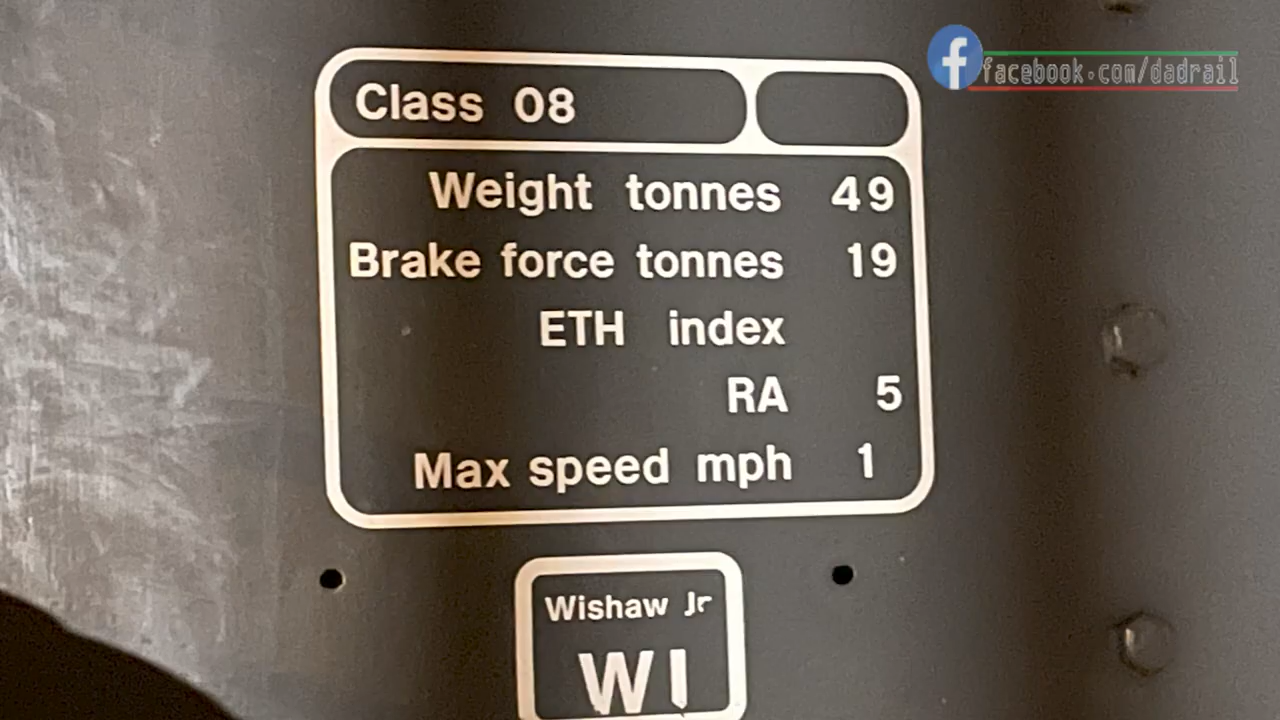 facebook.com/dadrail
Class 08
Weight tonnes 49
Brake force tonnes 19
ETH index
RA 5
Max speed mph 1
Wishaw Jr
WI